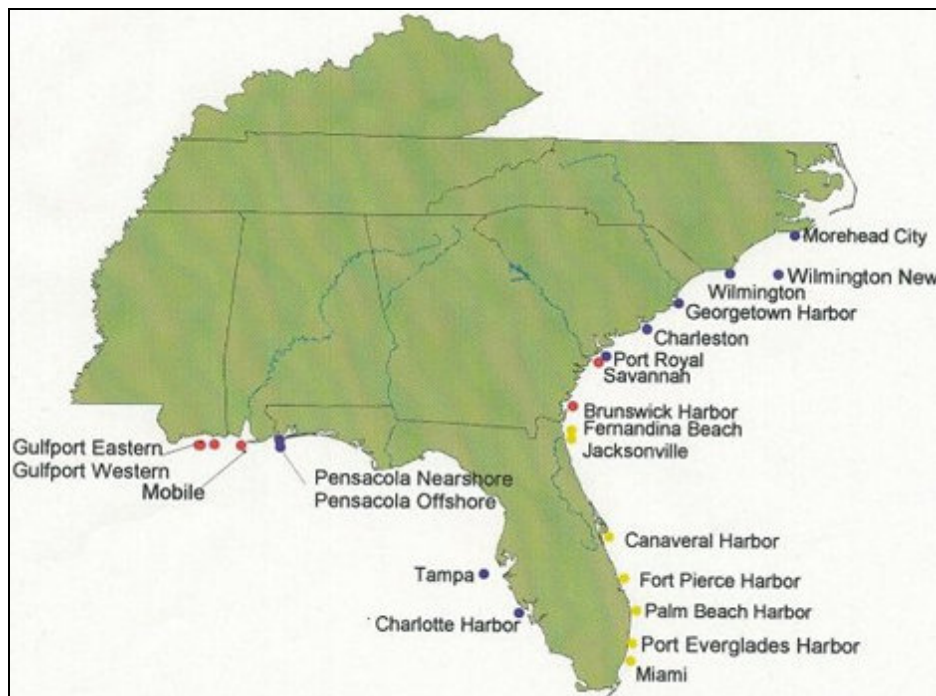 Morehead City
Wilmington New
Wilmington
Georgetown Harbor
Charleston
Port Royal
Savannah
Brunswick Harbor
Fernandina Beach
Jacksonville
Gulfport Eastern
Gulfport Western
Mobile
Pensacola Nearshore
Pensacola Offshore
Canaveral Harbor
Tampa
Fort Pierce Harbor
Charlotte Harbor
Palm Beach Harbor
Port Everglades Harbor
Miami